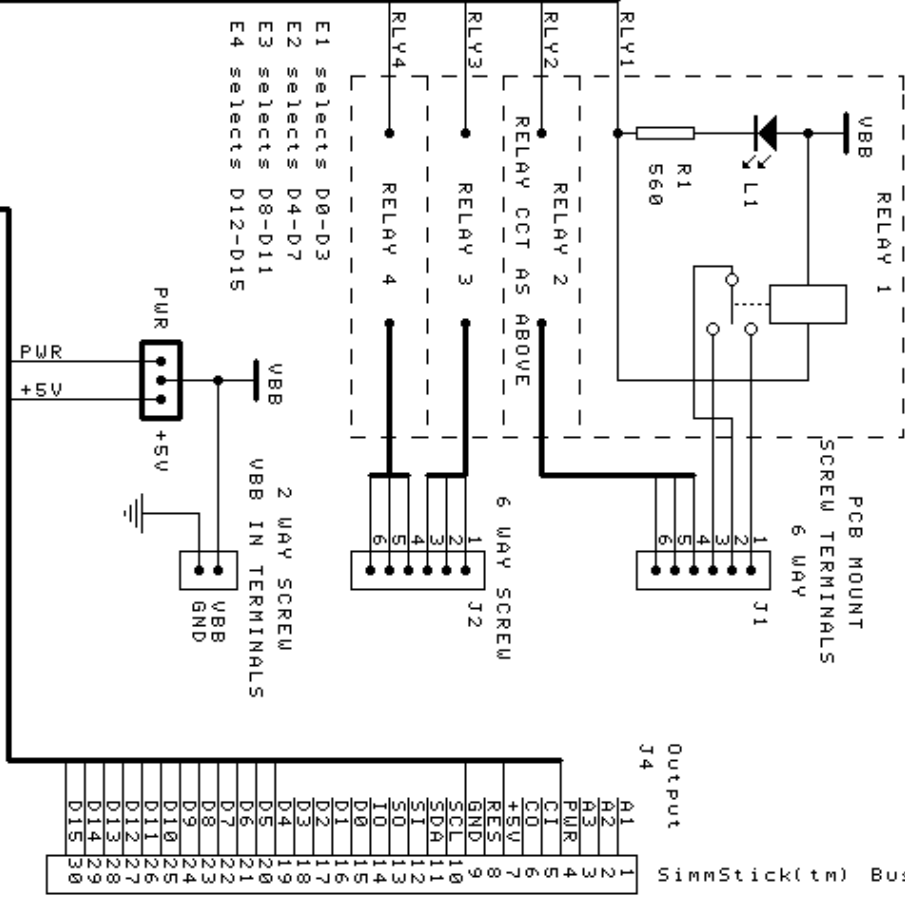 RLY1
RLY2
RLY3
RLY4
VBB
RELAY 1
L1
R1
560
RELAY 2
RELAY CCT AS ABOVE
RELAY 3
RELAY 4
E1 selects D0-D3
E2 selects D4-D7
E3 selects D8-D11
E4 selects D12-D15
PCB MOUNT
SCREW TERMINALS
6 WAY
1
2
3
4
5
6
J1
6 WAY SCREW
1
2
3
4
5
6
J2
PWR
PWR
+5V
+5V
VBB
2 WAY SCREW
VBB IN TERMINALS
VBB
GND
Output
J4
SimmStick(tm) Bus
A1 1
A2 2
A3 3
PWR 4
CI 5
CO 6
+5V 7
RES 8
GND 9
SCL 10
SDA 11
SI 12
SO 13
IO 14
D0 15
D1 16
D2 17
D3 18
D4 19
D5 20
D6 21
D7 22
D8 23
D9 24
D10 25
D11 26
D12 27
D13 28
D14 29
D15 30